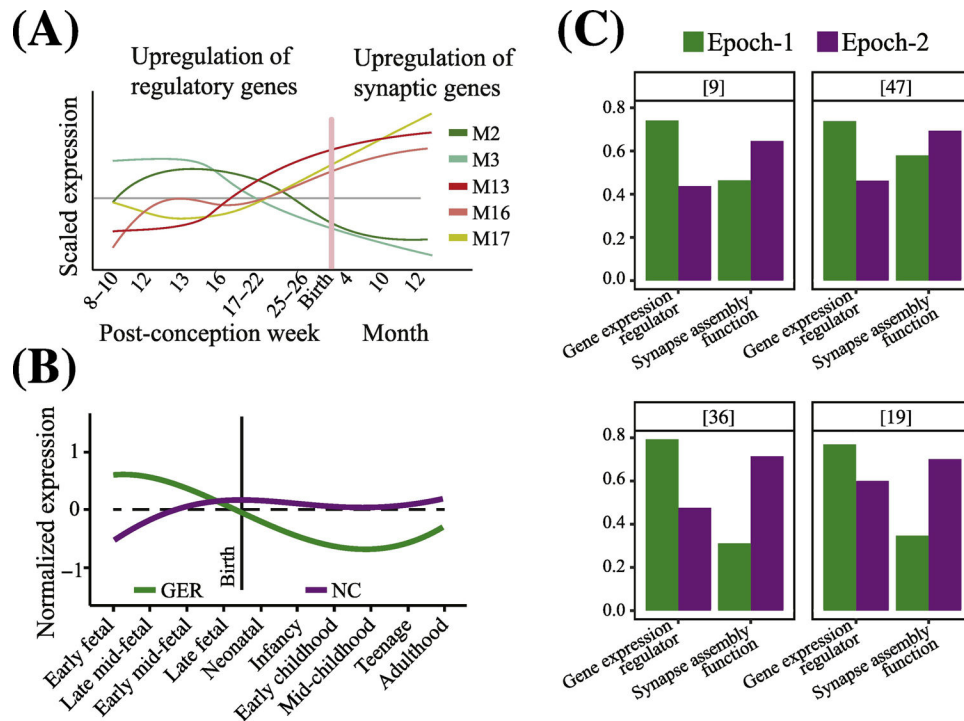 (A)
Upregulation of
regulatory genes
Upregulation of
synaptic genes
Scaled expression
M2
M3
M13
M16
M17
8–10
12
13
16
17–22
25–26
Birth
4
10
12
Post-conception week
Month
(B)
Normalized expression
1
0
−1
Birth
GER
NC
Early fetal
Late mid-fetal
Early mid-fetal
Late fetal
Neonatal
Infancy
Early childhood
Mid-childhood
Teenage
Adulthood
(C)
Epoch-1
Epoch-2
[9]
[47]
0.8
0.6
0.4
0.2
0.0
Gene expression
regulator
Synapse assembly
function
Gene expression
regulator
Synapse assembly
function
[36]
[19]
0.8
0.6
0.4
0.2
0.0
Gene expression
regulator
Synapse assembly
function
Gene expression
regulator
Synapse assembly
function